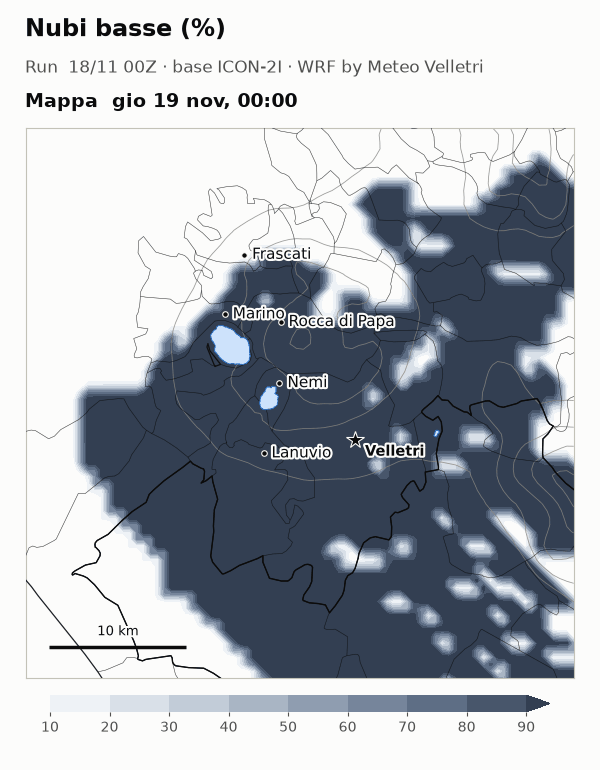 Nubi basse (%)
Run  18/11 00Z · base ICON-2I · WRF by Meteo Velletri
Mappa  gio 19 nov, 00:00
Frascati
Marino
Rocca di Papa
Nemi
Velletri
Lanuvio
10 km
10 20 30 40 50 60 70 80 90